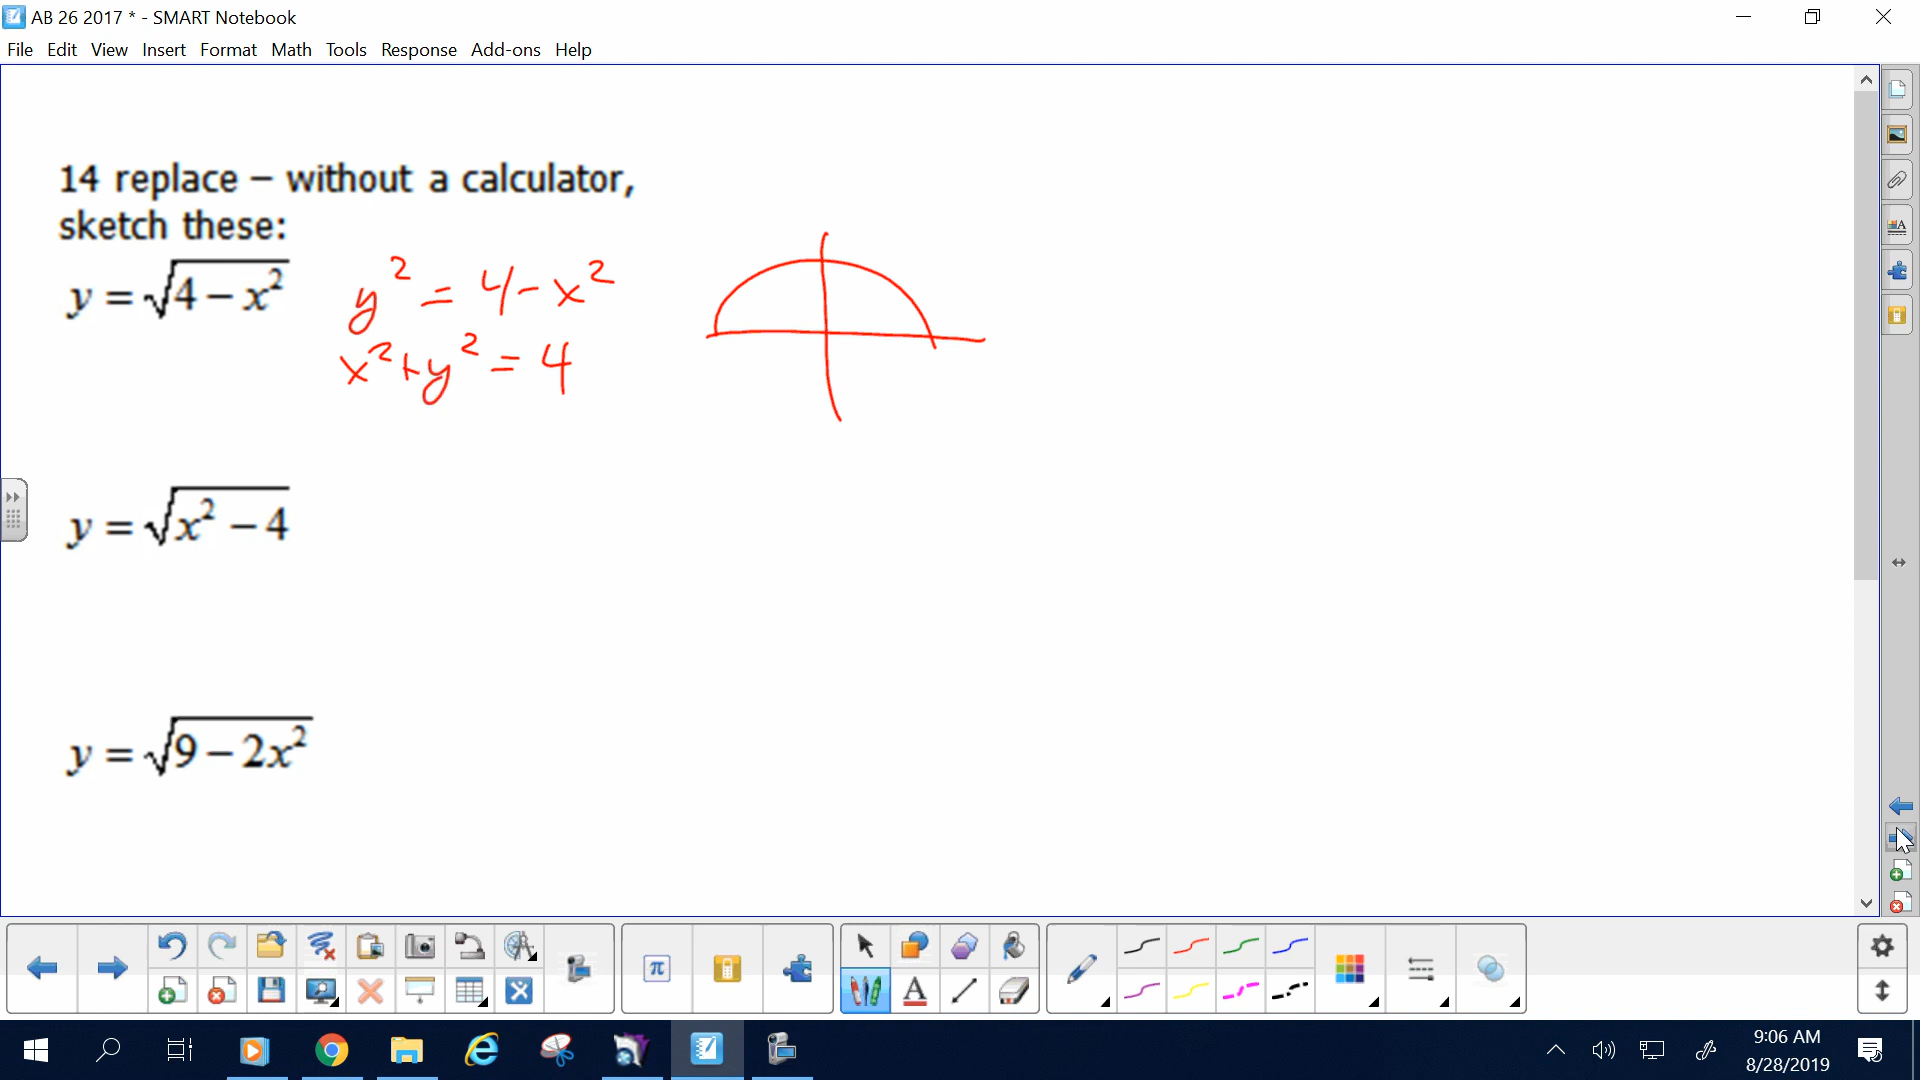 AB 26 2017 * - SMART Notebook
File Edit View Insert Format Math Tools Response Add-ons Help
14 replace – without a calculator,
sketch these:
y = √(4 − x²)
y² = 4 − x²
x² + y² = 4
y = √(x² − 4)
y = √(9 − 2x²)
π
A
9:06 AM
8/28/2019